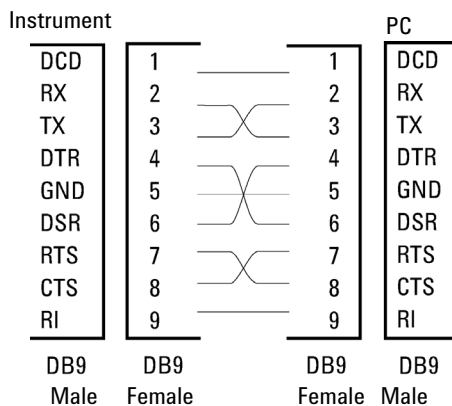 Instrument PC
DCD 1 1 DCD
RX 2 2 RX
TX 3 3 TX
DTR 4 4 DTR
GND 5 5 GND
DSR 6 6 DSR
RTS 7 7 RTS
CTS 8 8 CTS
RI 9 9 RI
DB9 DB9 DB9 DB9
Male Female Female Male